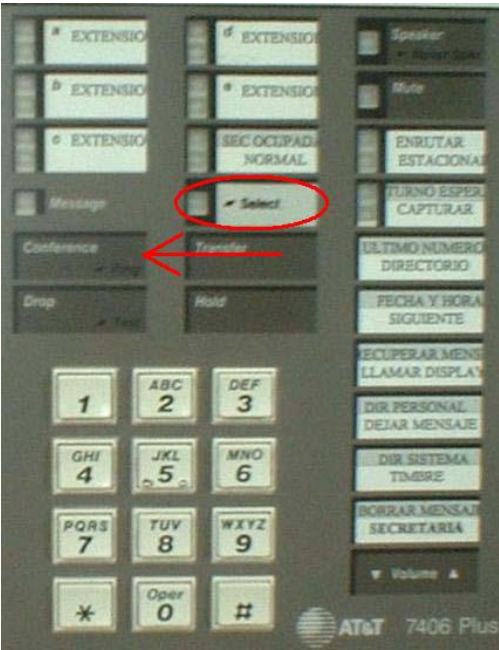 a EXTENSIO
d EXTENSIO
Speaker
b EXTENSIO
e EXTENSIO
Mute
c EXTENSIO
SEC OCUPADA
NORMAL
ENRUTAR
ESTACIONA
Message
Select
TURNO ESPER
CAPTURAR
Conference
Ring
Transfer
ULTIMO NUMERO
DIRECTORIO
Drop
Test
Hold
FECHA Y HORA
SIGUIENTE
RECUPERAR MENS
LLAMAR DISPLAY
1
ABC
2
DEF
3
DIR PERSONAL
DEJAR MENSAJE
GHI
4
JKL
5
MNO
6
DIR SISTEMA
TIMBRE
PQRS
7
TUV
8
WXYZ
9
BORRAR MENSAJ
SECRETARIA
▼ Volume ▲
*
Oper
0
#
AT&T 7406 Plus